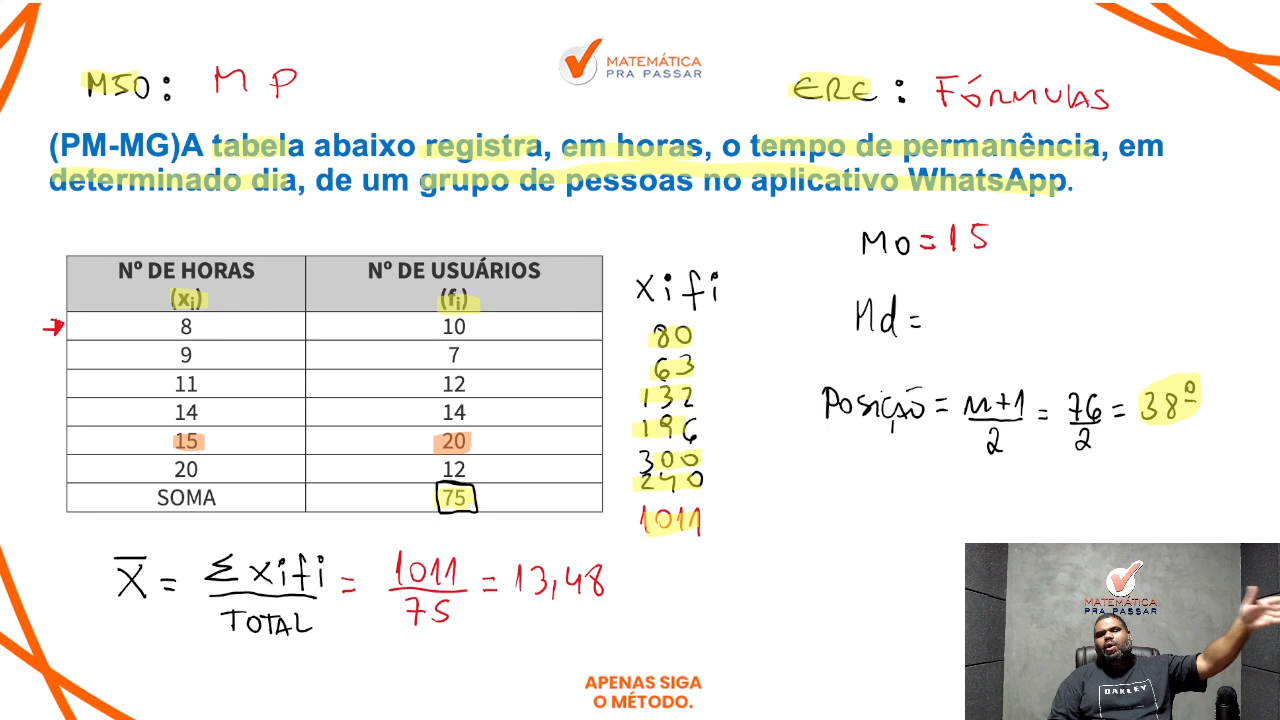 MATEMÁTICA
PRA PASSAR
M50: MP
ERE: FÓRMULAS
(PM-MG)A tabela abaixo registra, em horas, o tempo de permanência, em
determinado dia, de um grupo de pessoas no aplicativo WhatsApp.
Nº DE HORAS (xi) Nº DE USUÁRIOS (fi) xifi
8 10 80
9 7 63
11 12 132
14 14 196
15 20 300
20 12 240
SOMA 75 1011
X̅ = Σxifi/TOTAL = 1011/75 = 13,48
Mo = 15
Md =
POSIÇÃO = n+1/2 = 76/2 = 38º
MATEMÁTICA
PRA PASSAR
OAKLEY
APENAS SIGA
O MÉTODO.